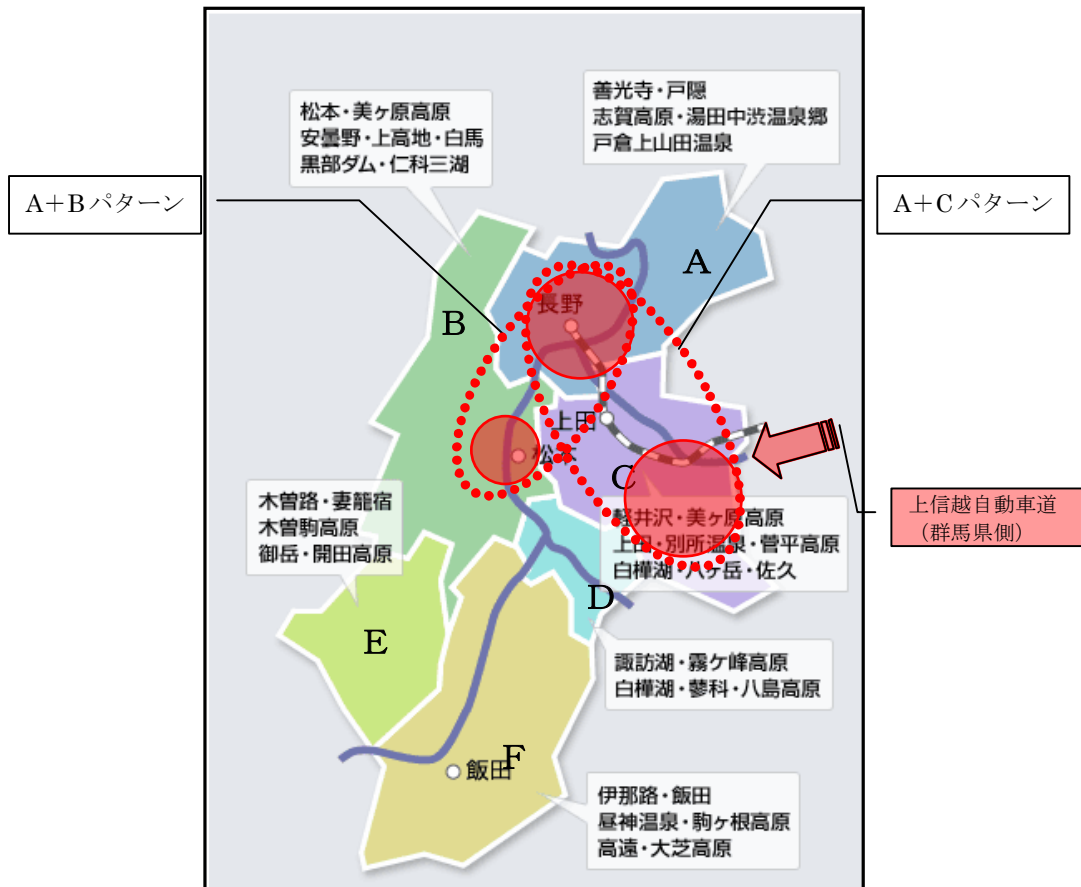 善光寺・戸隠
志賀高原・湯田中渋温泉郷
戸倉上山田温泉
松本・美ヶ原高原
安曇野・上高地・白馬
黒部ダム・仁科三湖
A+Bパターン
A+Cパターン
A
長野
B
上田
松本
C
上信越自動車道
（群馬県側）
木曽路・妻籠宿
木曽駒高原
御岳・開田高原
軽井沢・美ヶ原高原
上田・別所温泉・菅平高原
白樺湖・八ヶ岳・佐久
D
E
諏訪湖・霧ケ峰高原
白樺湖・蓼科・八島高原
F
飯田
伊那路・飯田
昼神温泉・駒ヶ根高原
高遠・大芝高原